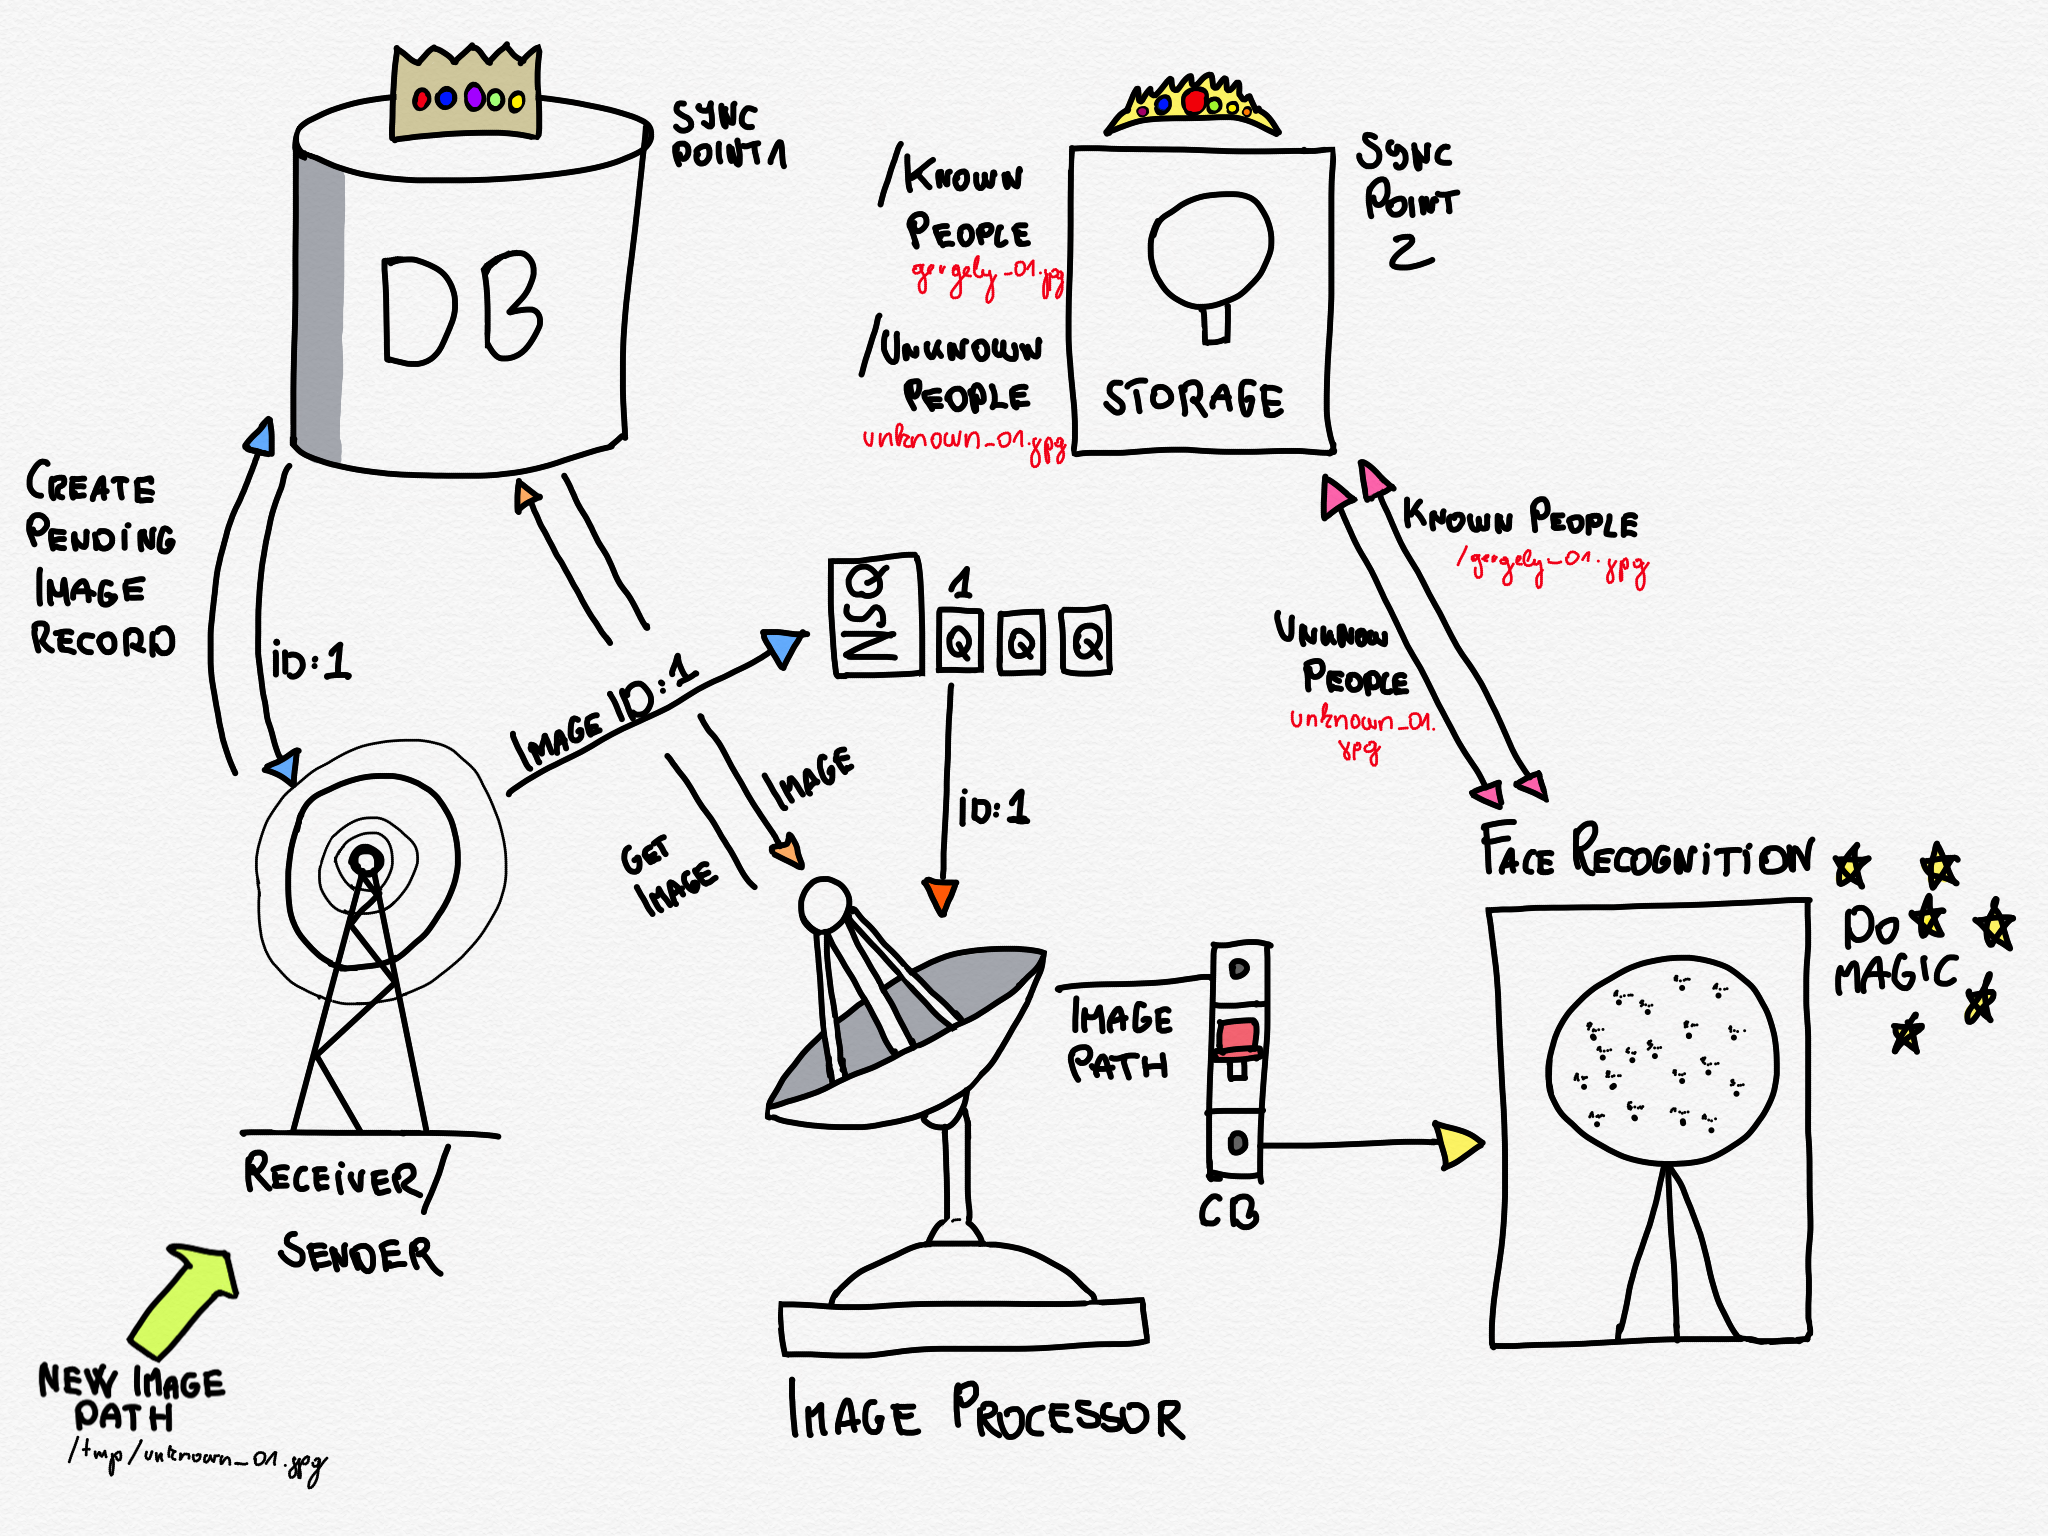 SYNC
POINT 1
DB
/KNOWN
PEOPLE
gergely_01.jpg
/UNKNOWN
PEOPLE
unknown_01.jpg
STORAGE
SYNC
POINT
2
CREATE
PENDING
IMAGE
RECORD
iD:1
IMAGE ID:1
NSQ
1
Q Q Q
KNOWN PEOPLE
/gergely_01.jpg
UNKNOWN
PEOPLE
unknown_01.
jpg
IMAGE
GET
IMAGE
iD:1
FACE RECOGNITION
DO
MAGIC
IMAGE
PATH
CB
RECEIVER/
SENDER
NEW IMAGE
PATH
/tmp/unknown_01.jpg
IMAGE PROCESSOR